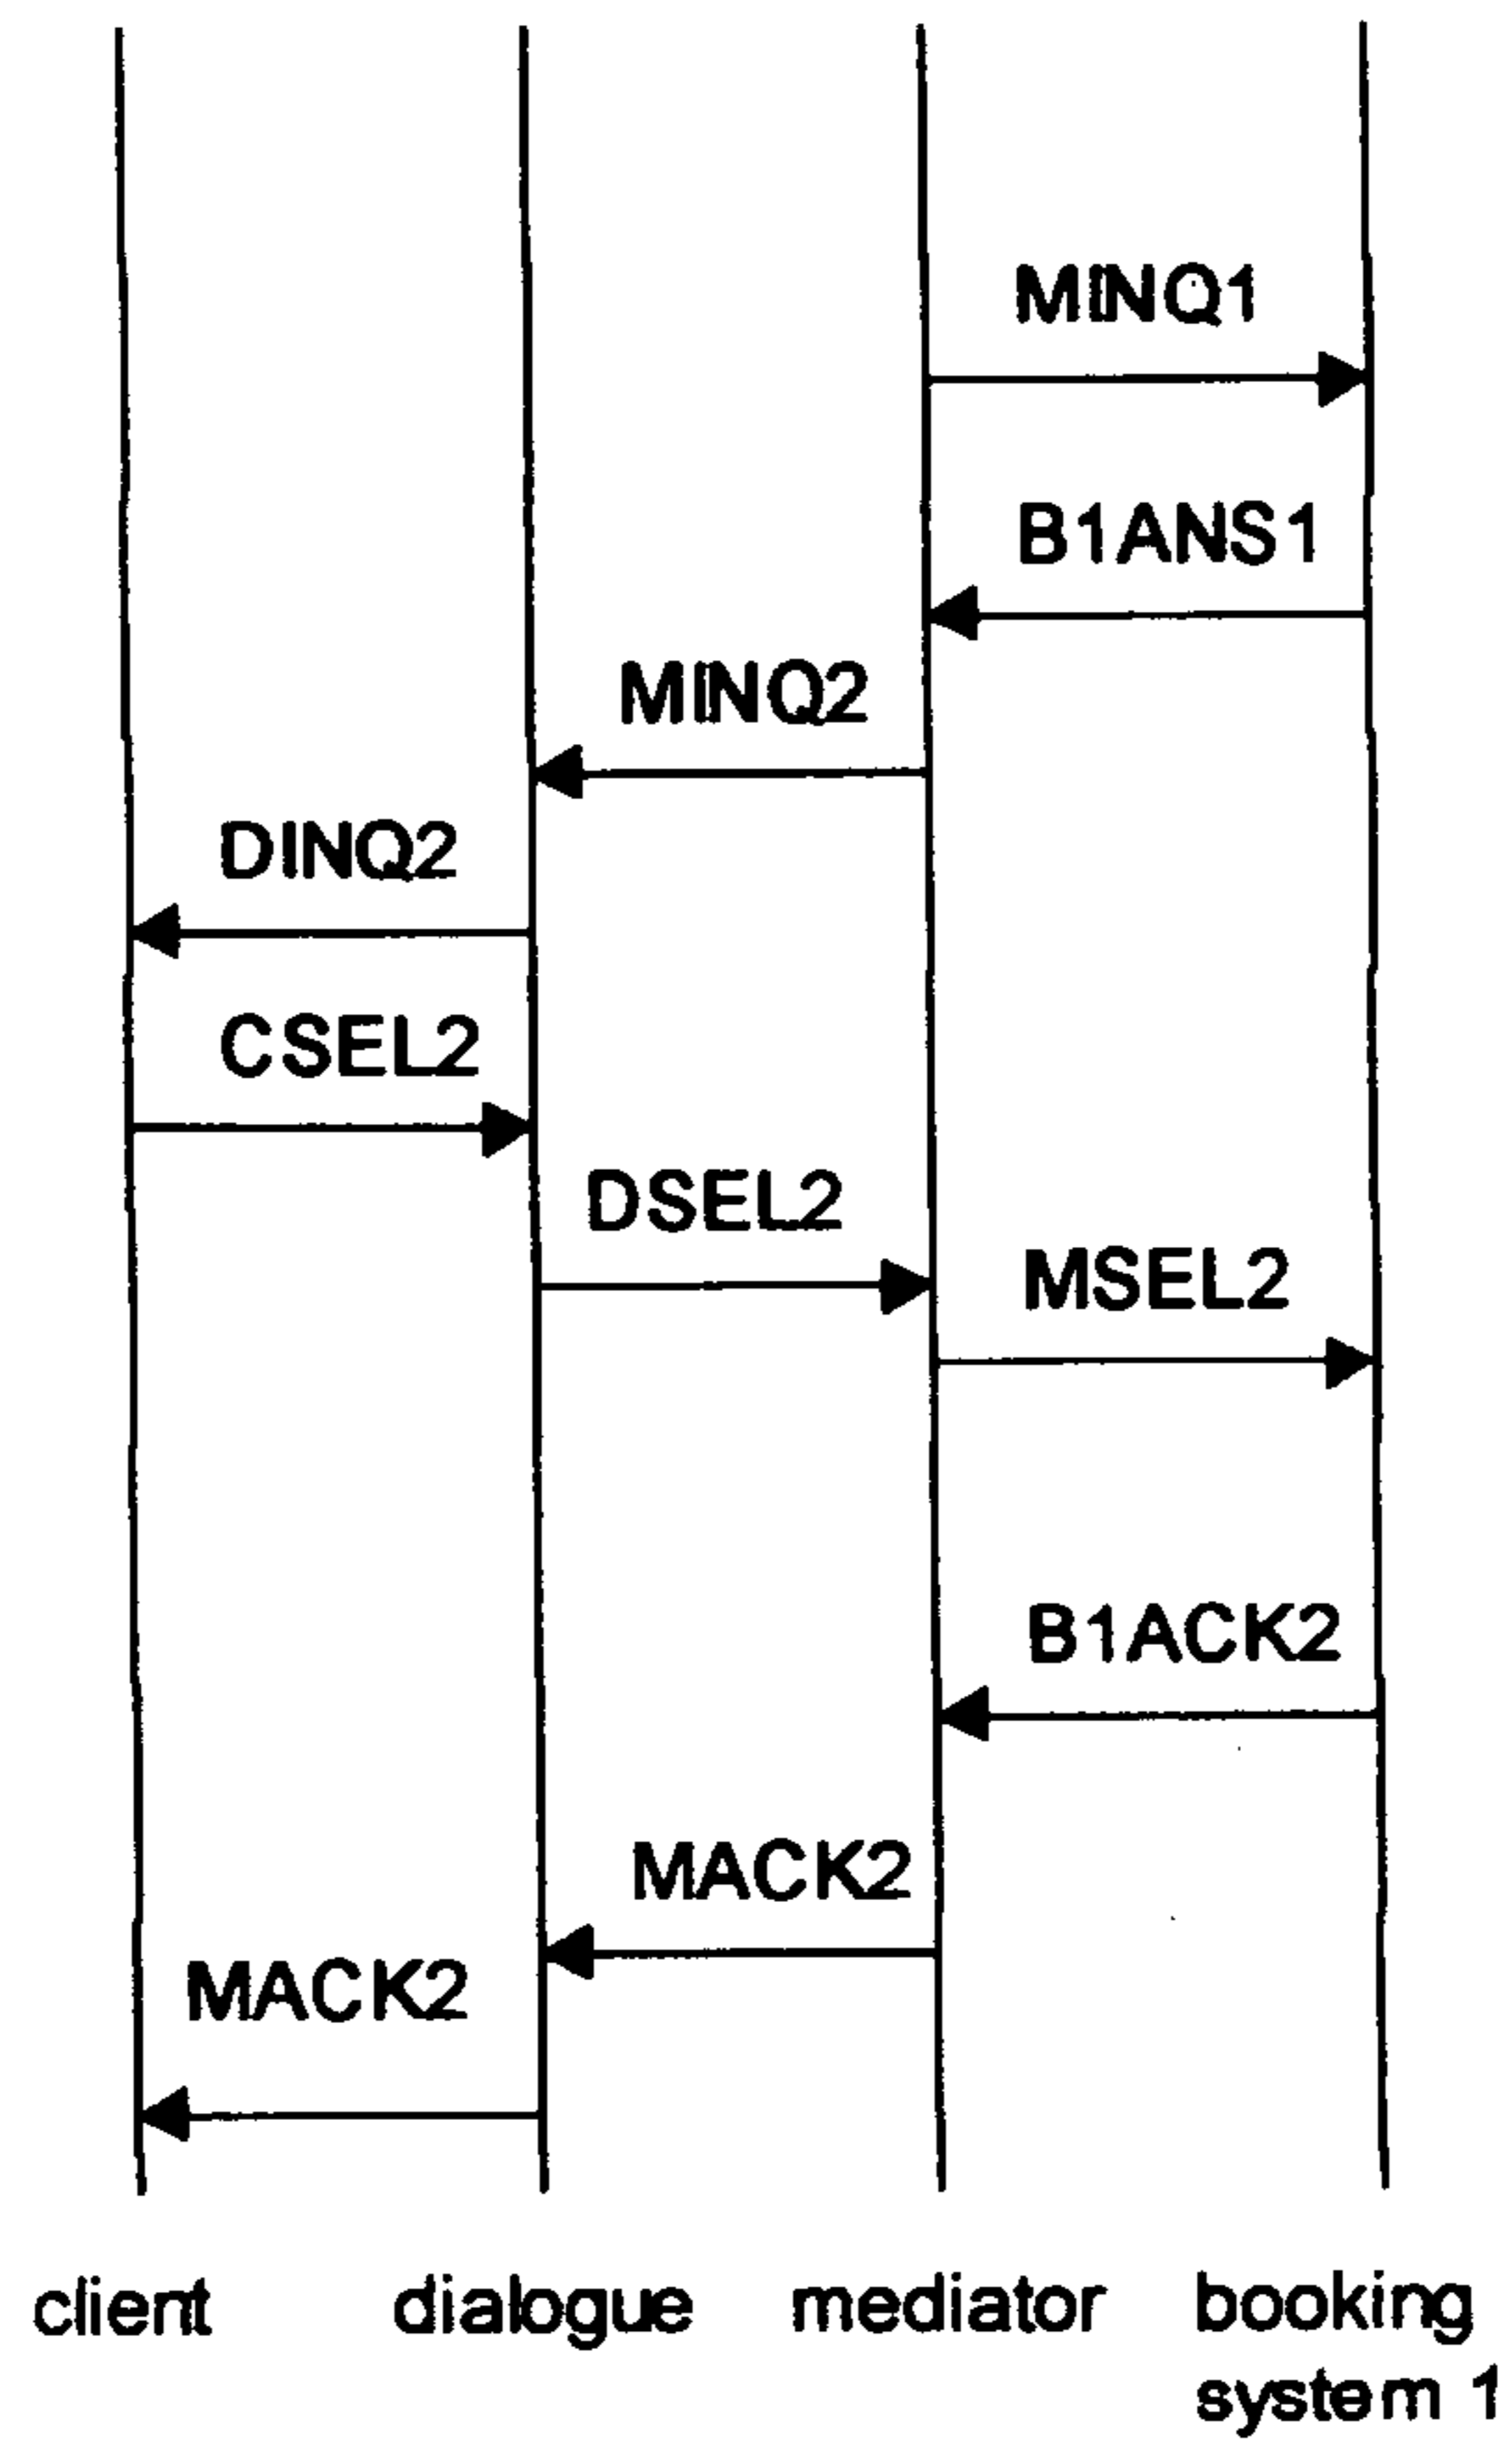 MINQ1
B1ANS1
MINQ2
DINQ2
CSEL2
DSEL2
MSEL2
B1ACK2
MACK2
MACK2
client
dialogue
mediator
booking
system 1